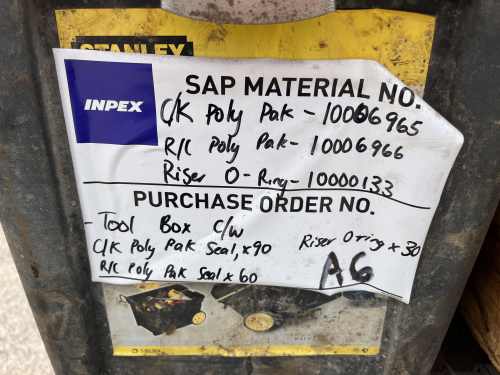 STANLEY
INPEX
SAP MATERIAL NO.
C/K Poly Pak - 10006965
R/C Poly Pak - 10006966
Riser O-Ring - 10000133
PURCHASE ORDER NO.
- Tool Box c/w
C/K Poly Pak Seal, x90
Riser O ring x 30
R/C Poly Pak Seal x 60
A6